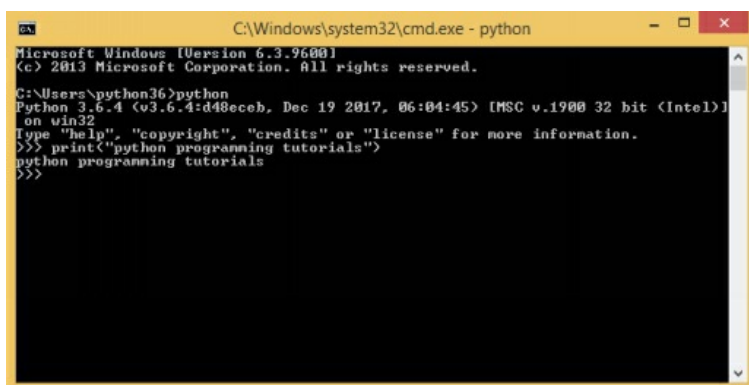 C:\Windows\system32\cmd.exe - python
Microsoft Windows [Version 6.3.9600]
(c) 2013 Microsoft Corporation. All rights reserved.
C:\Users\python36>python
Python 3.6.4 (v3.6.4:d48eceb, Dec 19 2017, 06:04:45) [MSC v.1900 32 bit (Intel)]
on win32
Type "help", "copyright", "credits" or "license" for more information.
>>> print("python programming tutorials")
python programming tutorials
>>>